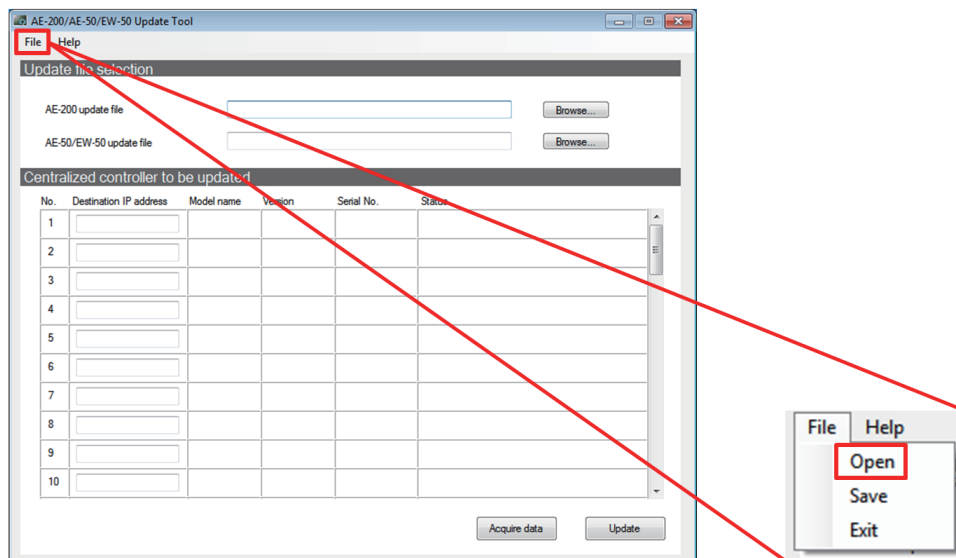 AE-200/AE-50/EW-50 Update Tool
File Help
Update file selection
AE-200 update file Browse...
AE-50/EW-50 update file Browse...
Centralized controller to be updated
No. Destination IP address Model name Version Serial No. Status
1
2
3
4
5
6
7
8
9
10
Acquire data Update
File Help
Open
Save
Exit